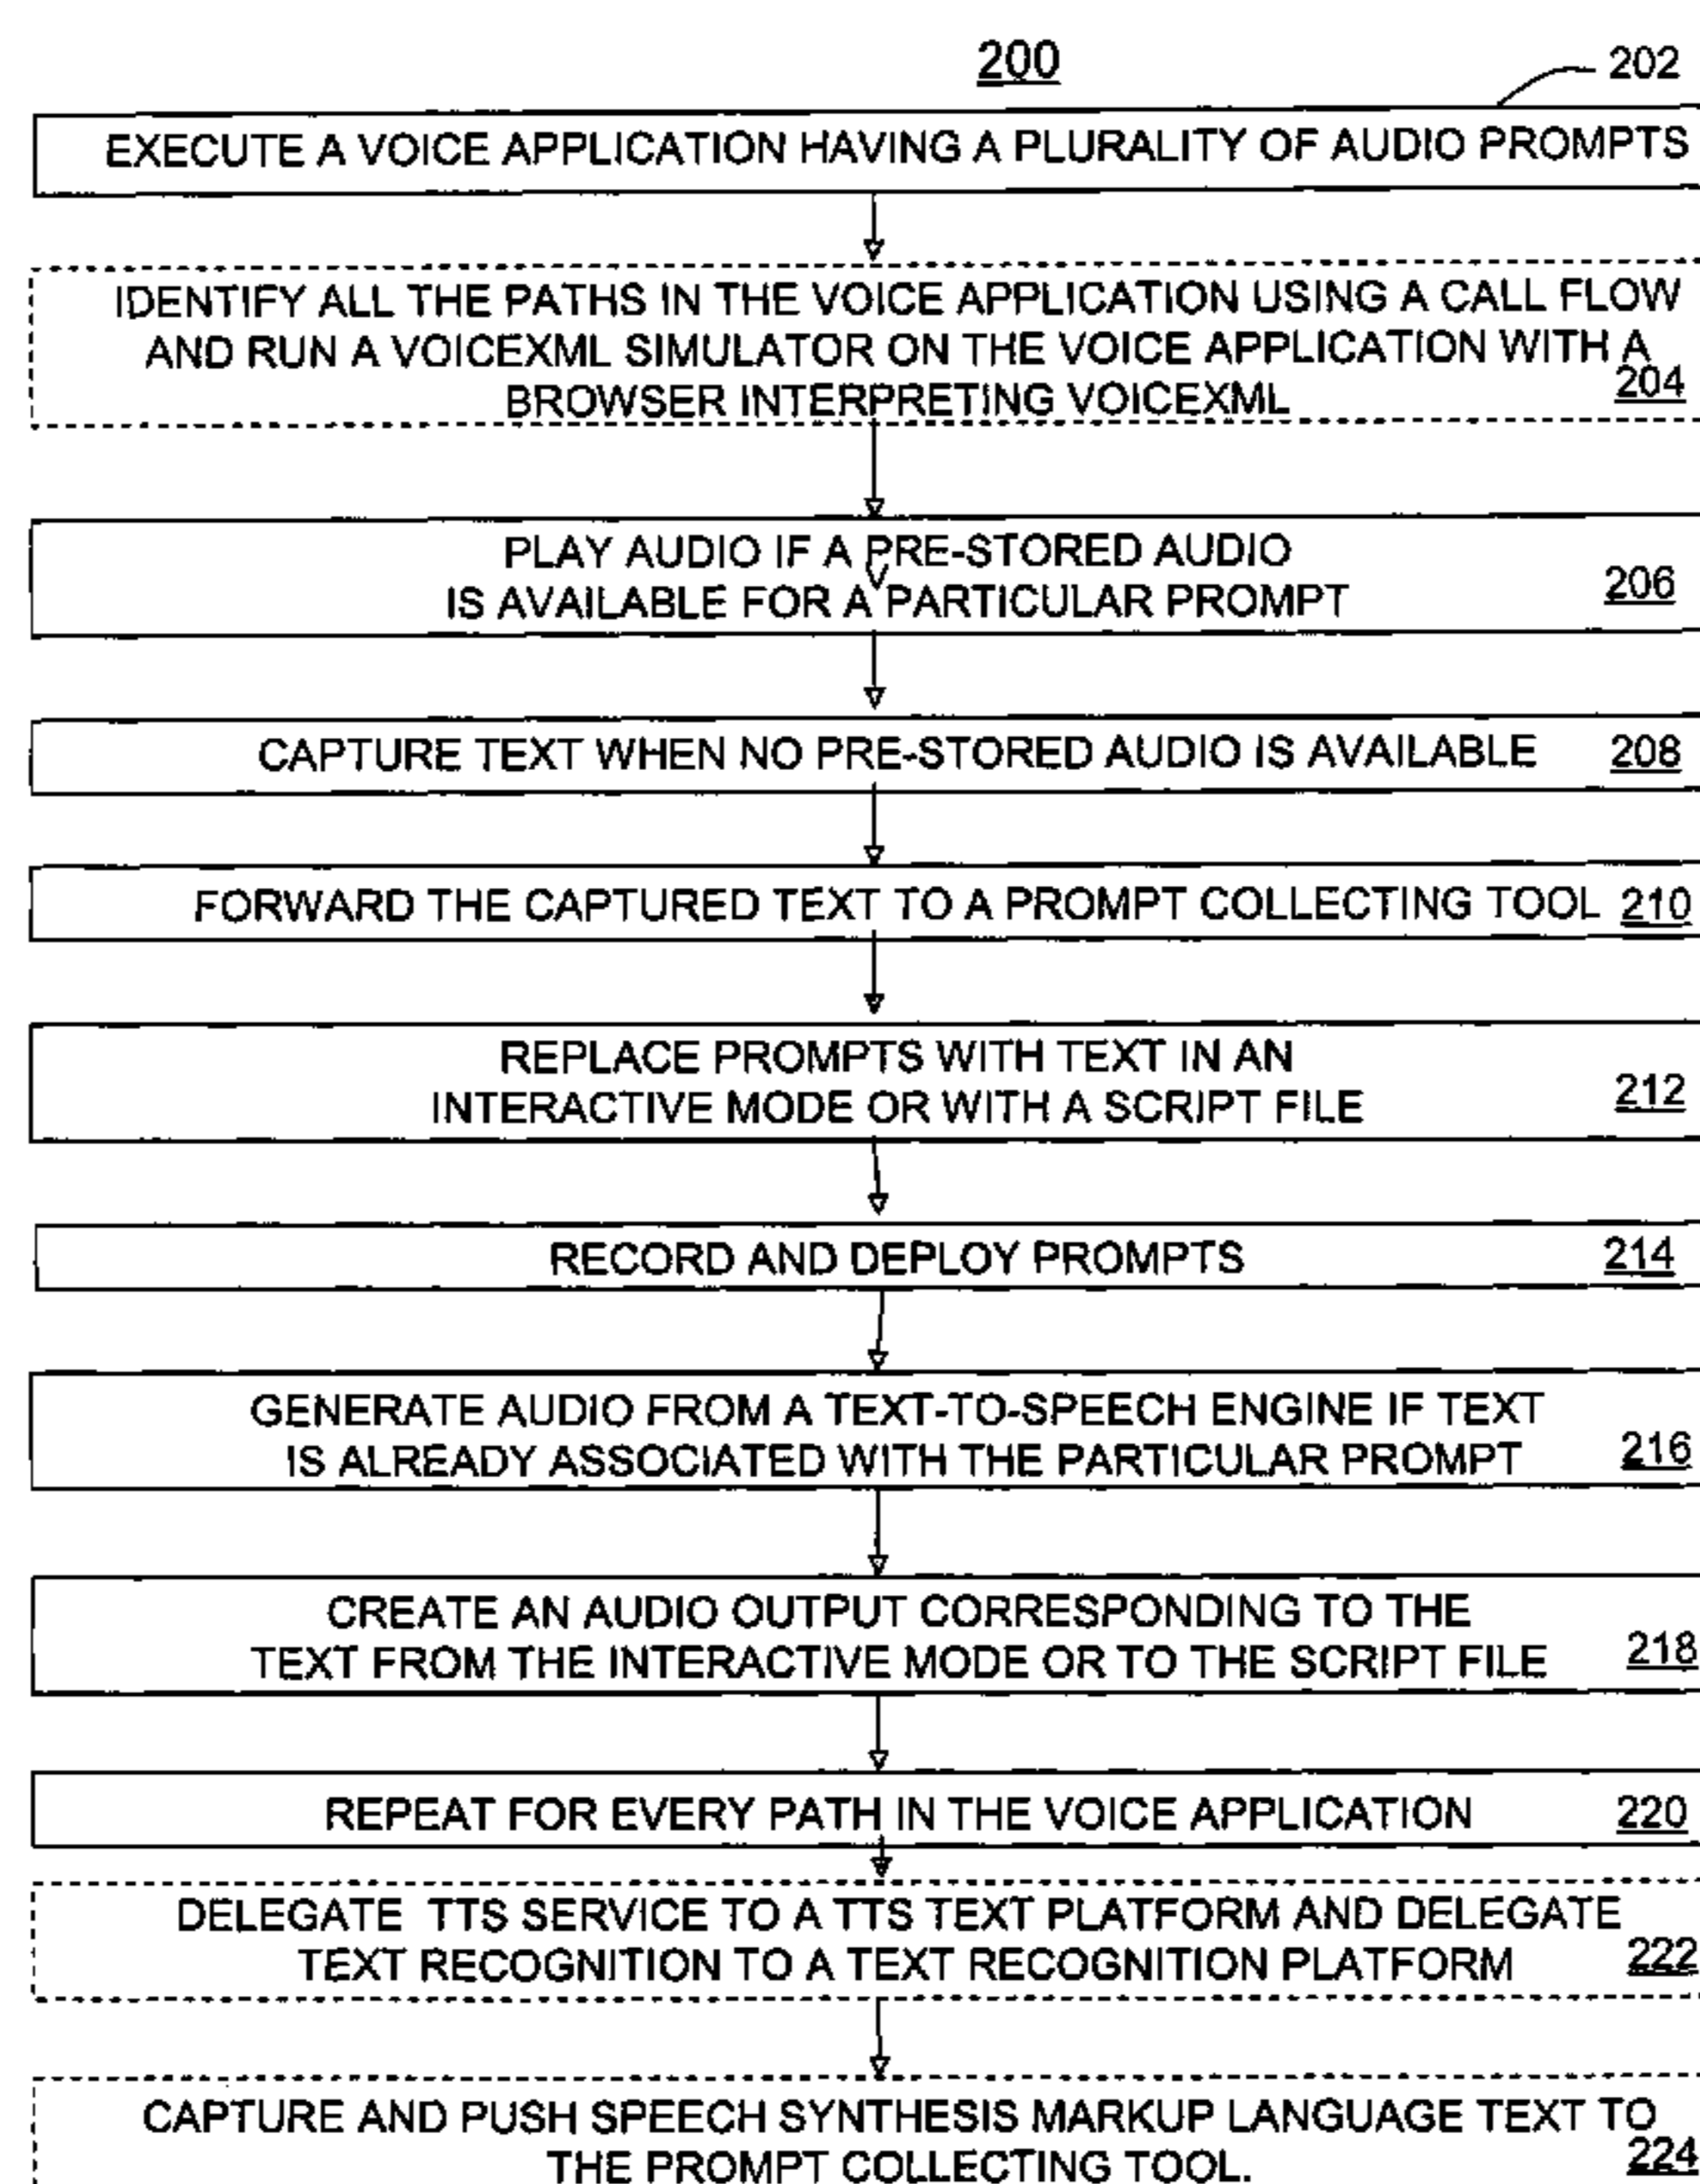 200
202
EXECUTE A VOICE APPLICATION HAVING A PLURALITY OF AUDIO PROMPTS
IDENTIFY ALL THE PATHS IN THE VOICE APPLICATION USING A CALL FLOW
AND RUN A VOICEXML SIMULATOR ON THE VOICE APPLICATION WITH A
BROWSER INTERPRETING VOICEXML
204
PLAY AUDIO IF A PRE-STORED AUDIO
IS AVAILABLE FOR A PARTICULAR PROMPT
206
CAPTURE TEXT WHEN NO PRE-STORED AUDIO IS AVAILABLE 208
FORWARD THE CAPTURED TEXT TO A PROMPT COLLECTING TOOL 210
REPLACE PROMPTS WITH TEXT IN AN
INTERACTIVE MODE OR WITH A SCRIPT FILE
212
RECORD AND DEPLOY PROMPTS 214
GENERATE AUDIO FROM A TEXT-TO-SPEECH ENGINE IF TEXT
IS ALREADY ASSOCIATED WITH THE PARTICULAR PROMPT
216
CREATE AN AUDIO OUTPUT CORRESPONDING TO THE
TEXT FROM THE INTERACTIVE MODE OR TO THE SCRIPT FILE
218
REPEAT FOR EVERY PATH IN THE VOICE APPLICATION 220
DELEGATE TTS SERVICE TO A TTS TEXT PLATFORM AND DELEGATE
TEXT RECOGNITION TO A TEXT RECOGNITION PLATFORM
222
CAPTURE AND PUSH SPEECH SYNTHESIS MARKUP LANGUAGE TEXT TO
THE PROMPT COLLECTING TOOL.
224